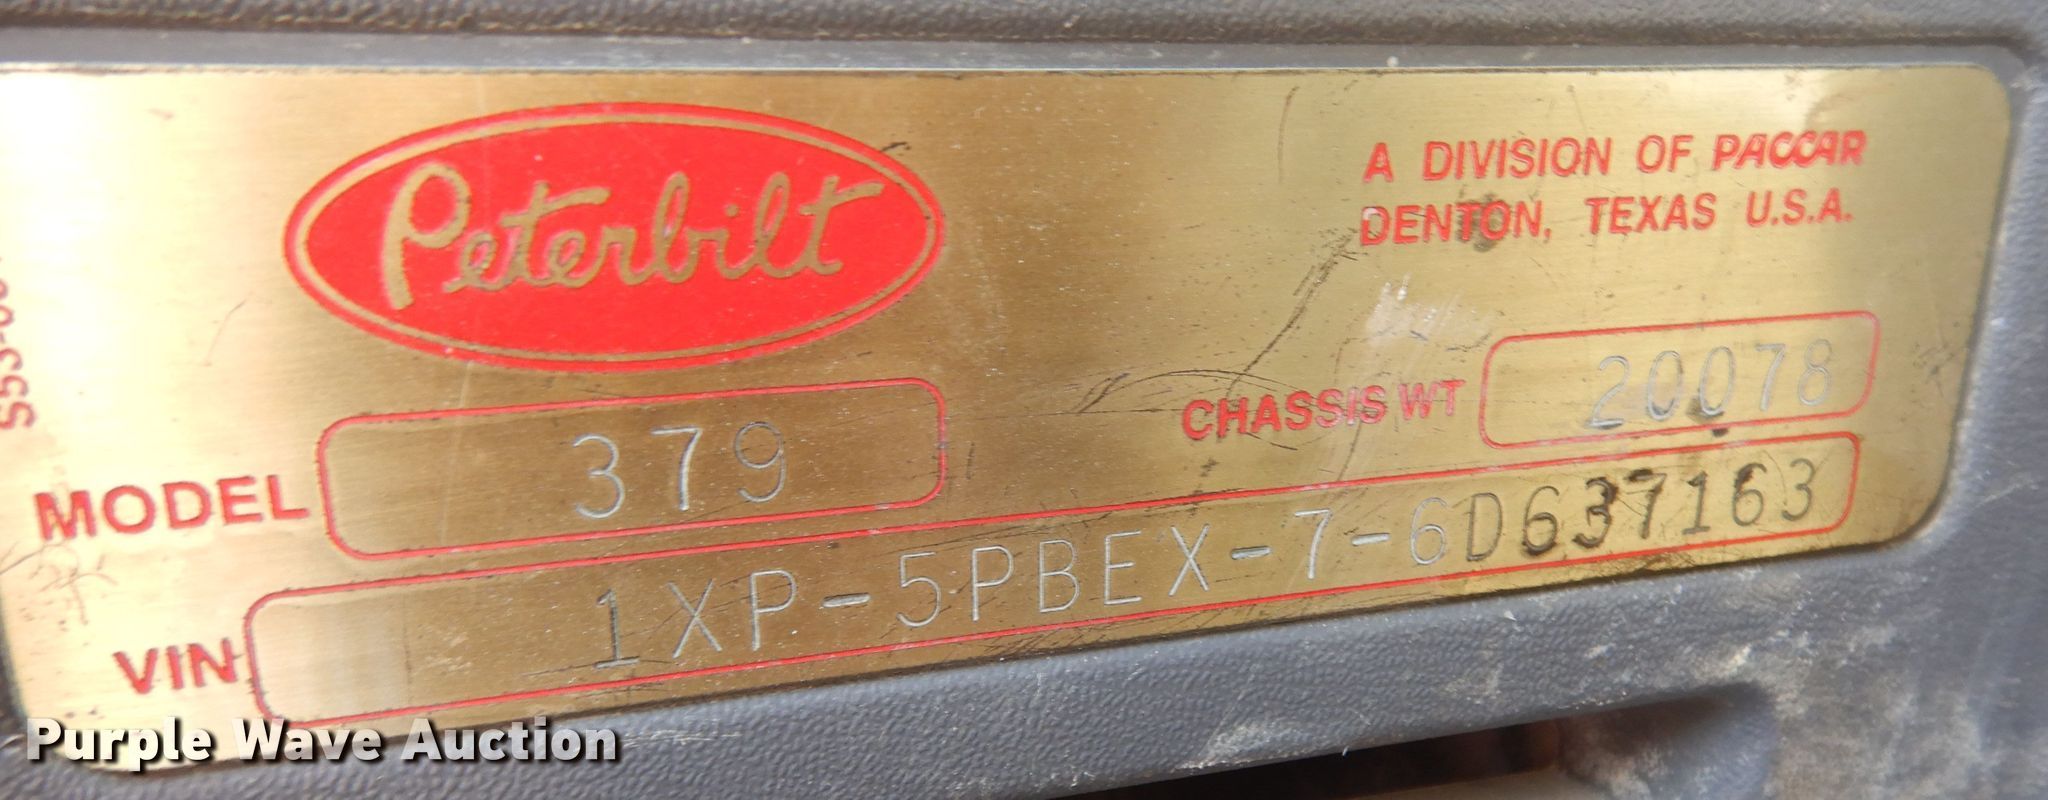 Peterbilt
A DIVISION OF PACCAR
DENTON, TEXAS U.S.A.
CHASSIS WT 20078
MODEL 379
VIN 1XP-5PBEX-7-6D637163
Purple Wave Auction